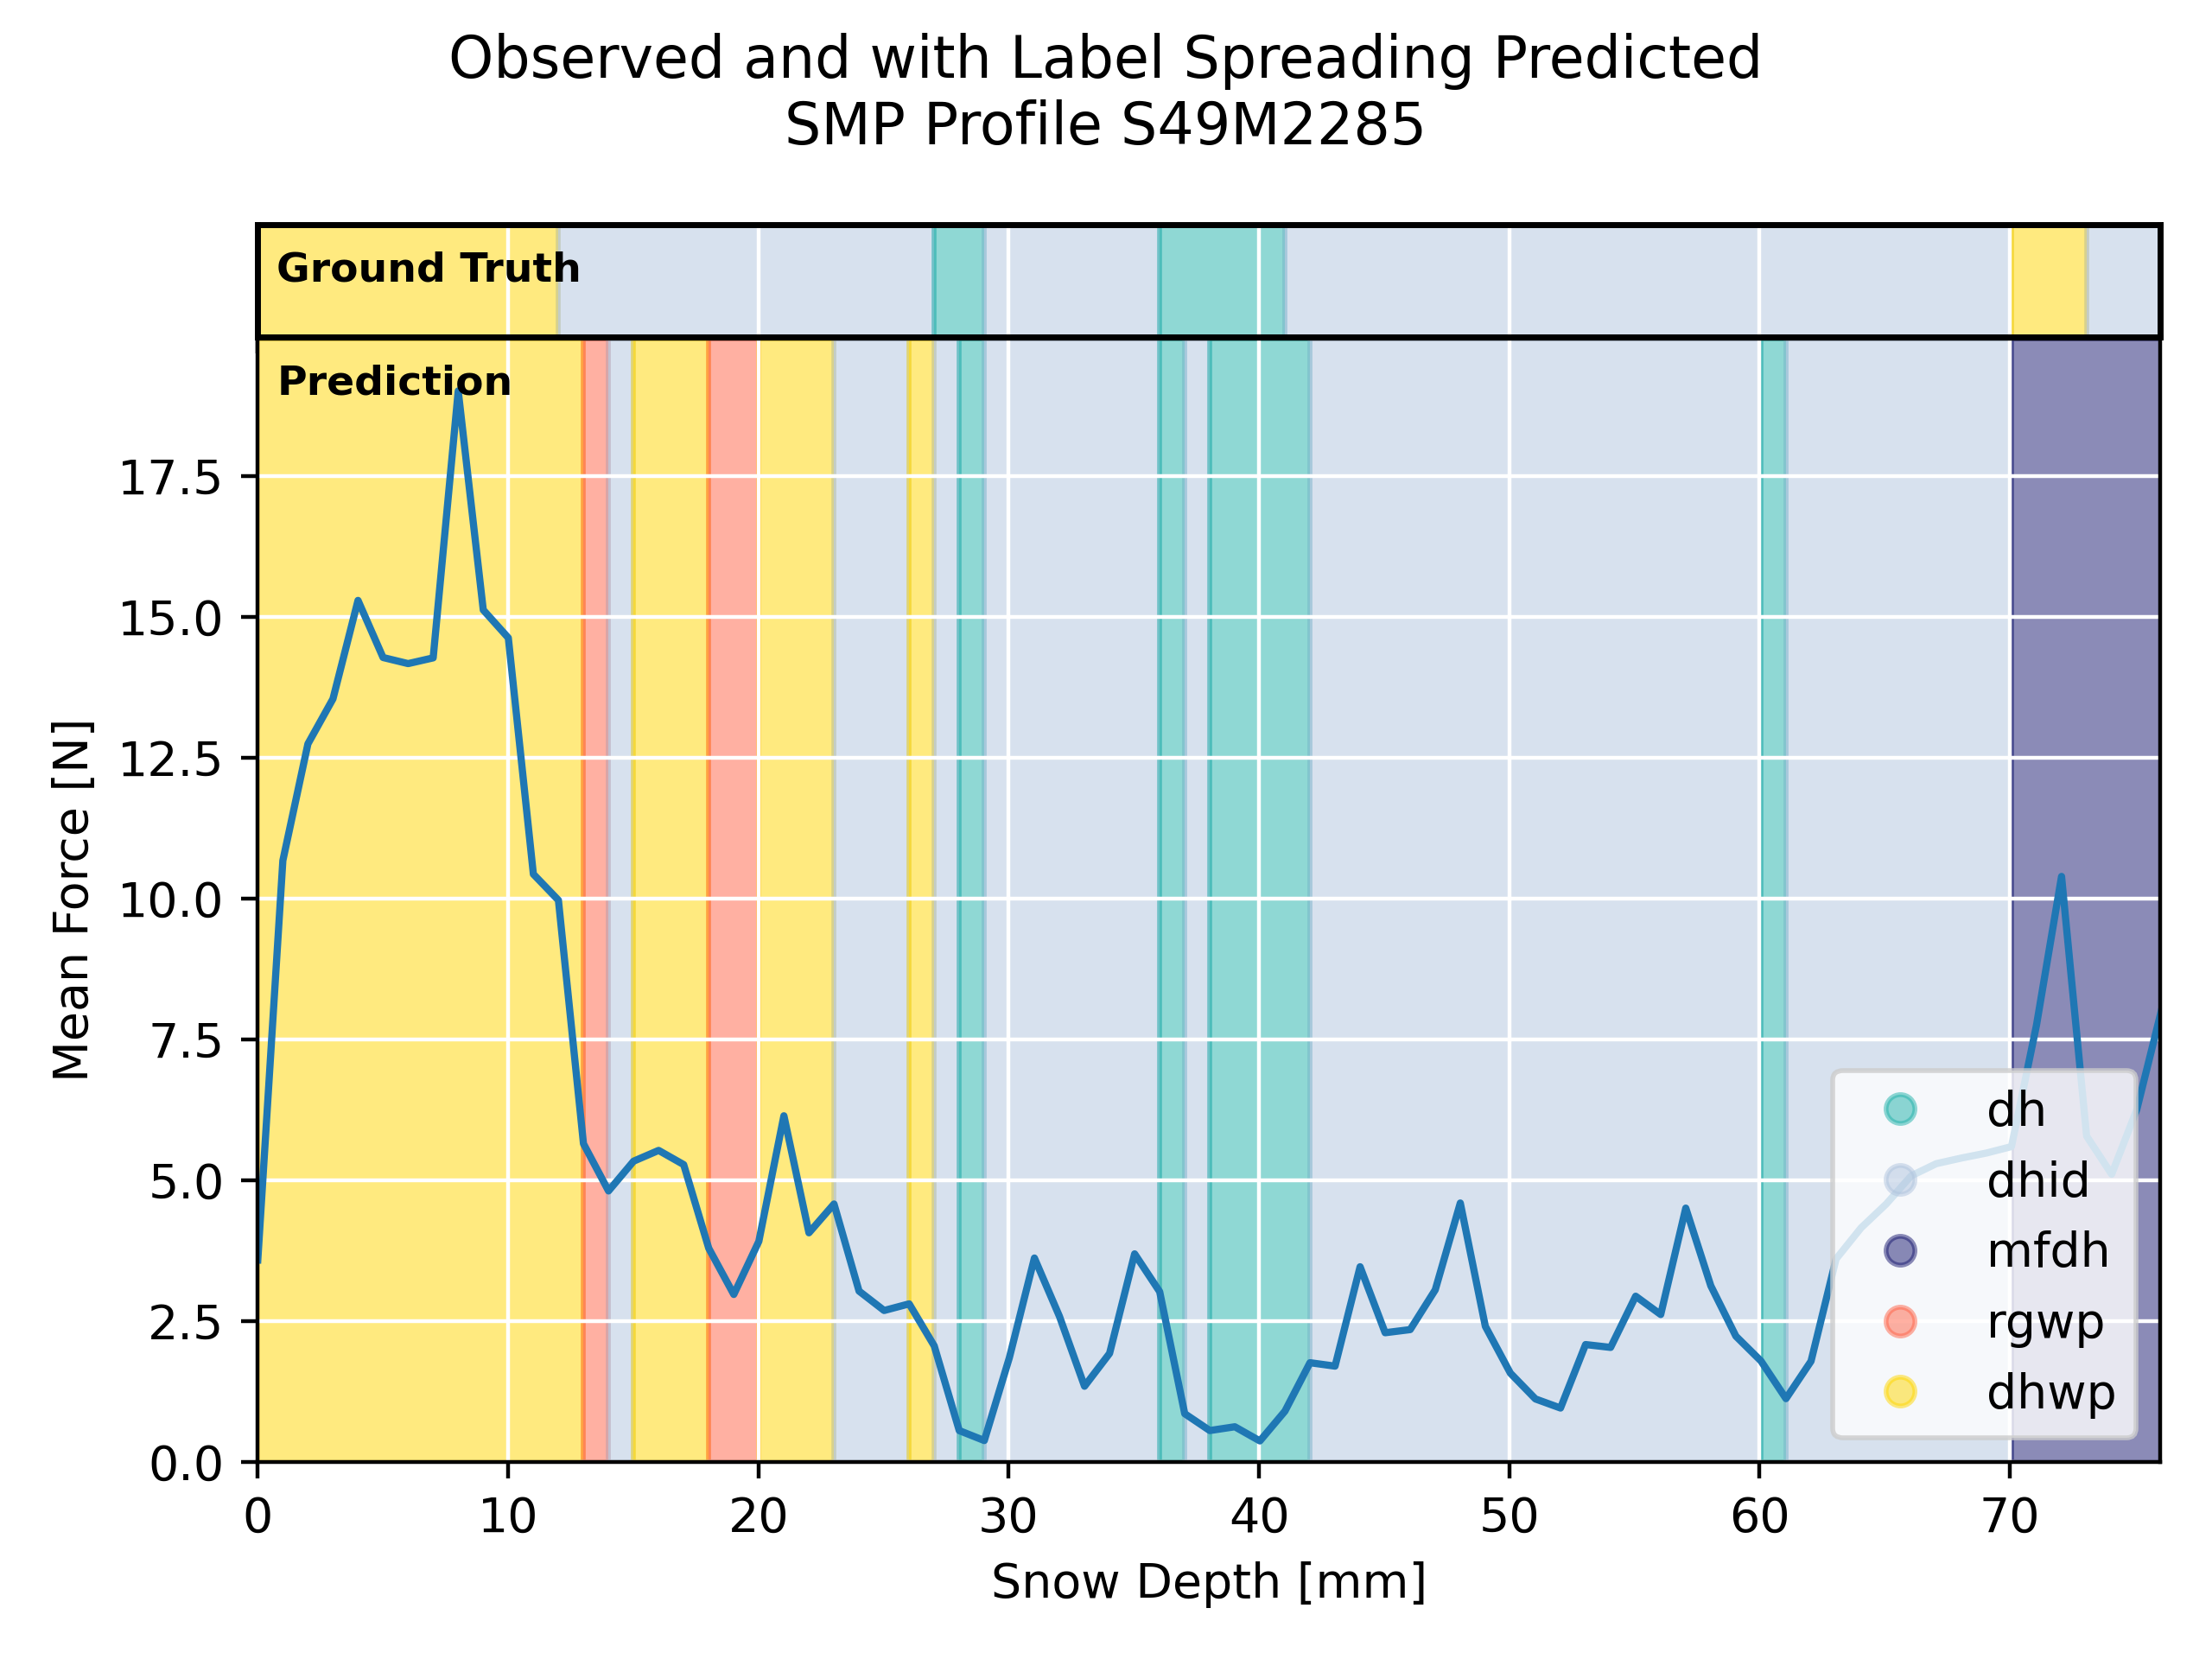 Observed and with Label Spreading Predicted
SMP Profile S49M2285
Ground Truth
Prediction
17.5
15.0
12.5
10.0
7.5
5.0
2.5
0.0
Mean Force [N]
dh
dhid
mfdh
rgwp
dhwp
0 10 20 30 40 50 60 70
Snow Depth [mm]